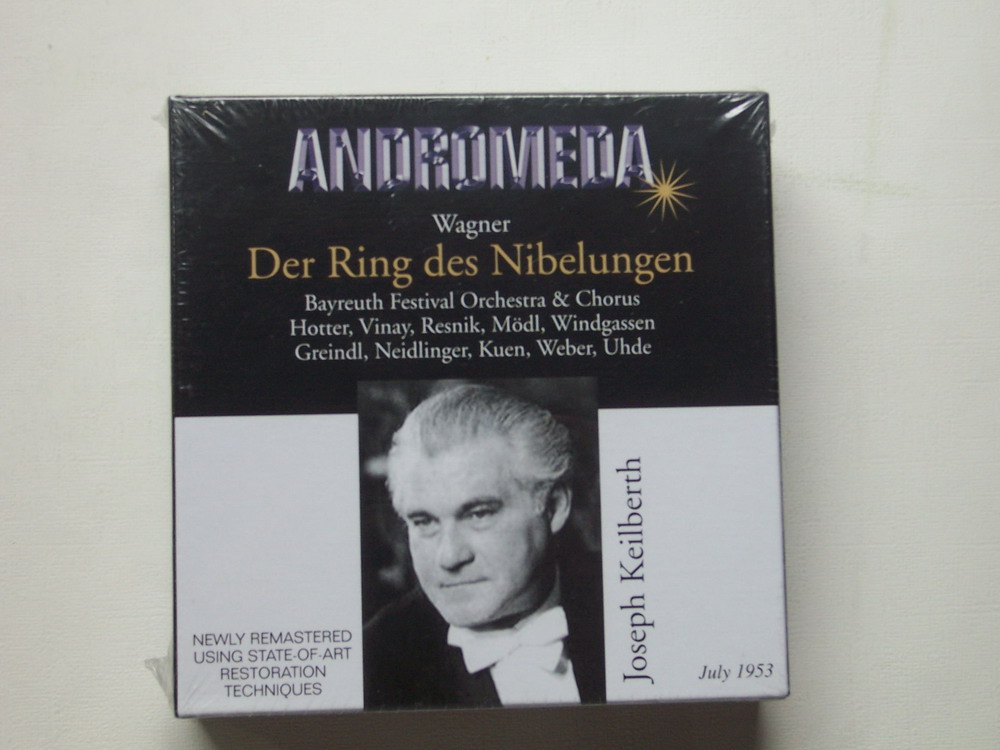 ANDROMEDA
Wagner
Der Ring des Nibelungen
Bayreuth Festival Orchestra & Chorus
Hotter, Vinay, Resnik, Mödl, Windgassen
Greindl, Neidlinger, Kuen, Weber, Uhde
Joseph Keilberth
NEWLY REMASTERED
USING STATE-OF-ART
RESTORATION
TECHNIQUES
July 1953